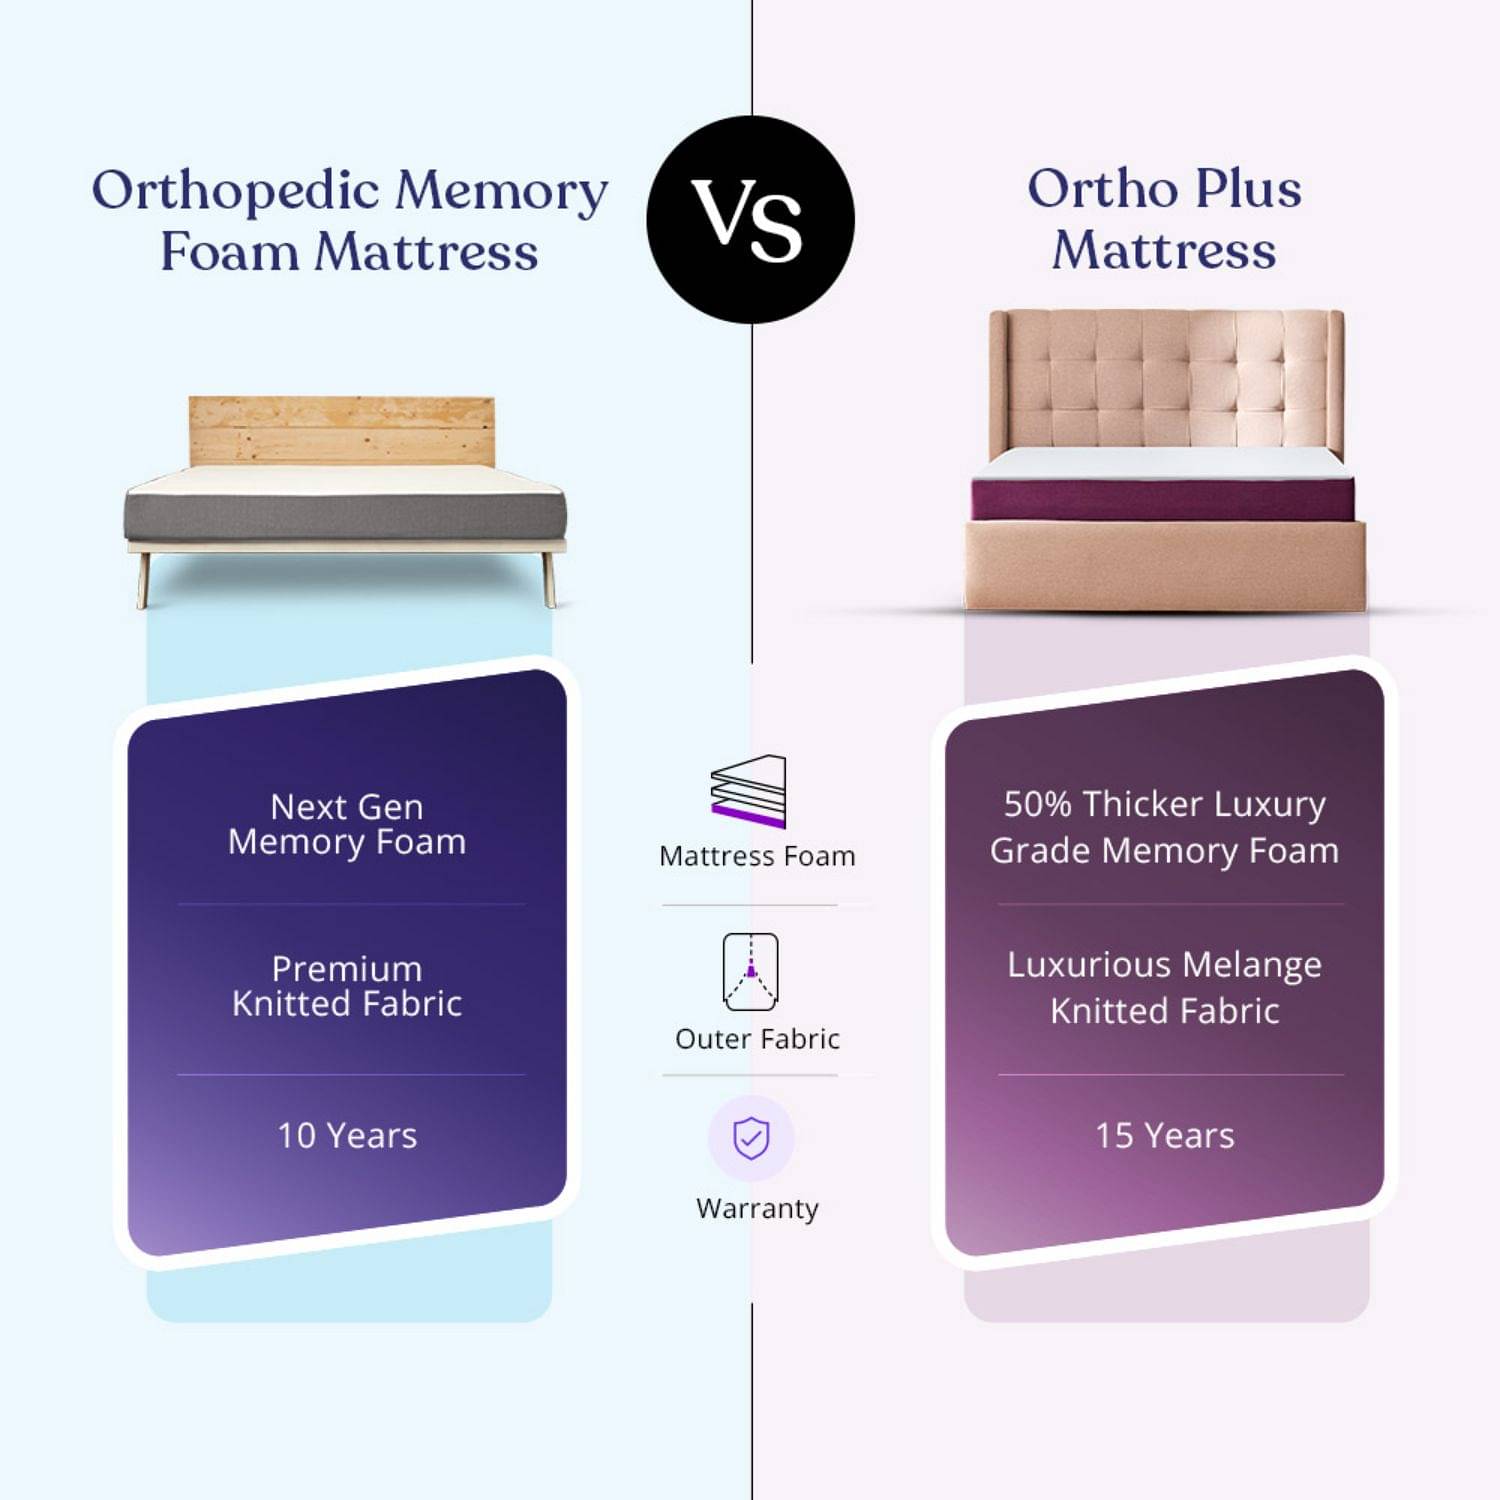 Orthopedic Memory
Foam Mattress
VS
Ortho Plus
Mattress
Next Gen
Memory Foam
Mattress Foam
50% Thicker Luxury
Grade Memory Foam
Premium
Knitted Fabric
Outer Fabric
Luxurious Melange
Knitted Fabric
10 Years
Warranty
15 Years